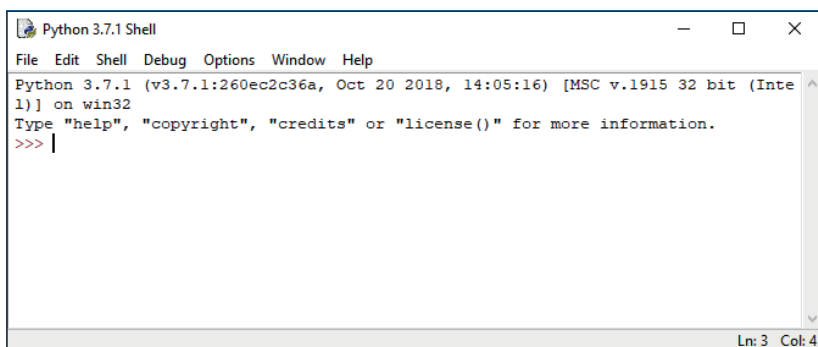 Python 3.7.1 Shell
File Edit Shell Debug Options Window Help
Python 3.7.1 (v3.7.1:260ec2c36a, Oct 20 2018, 14:05:16) [MSC v.1915 32 bit (Inte
l)] on win32
Type "help", "copyright", "credits" or "license()" for more information.
>>>
Ln: 3 Col: 4